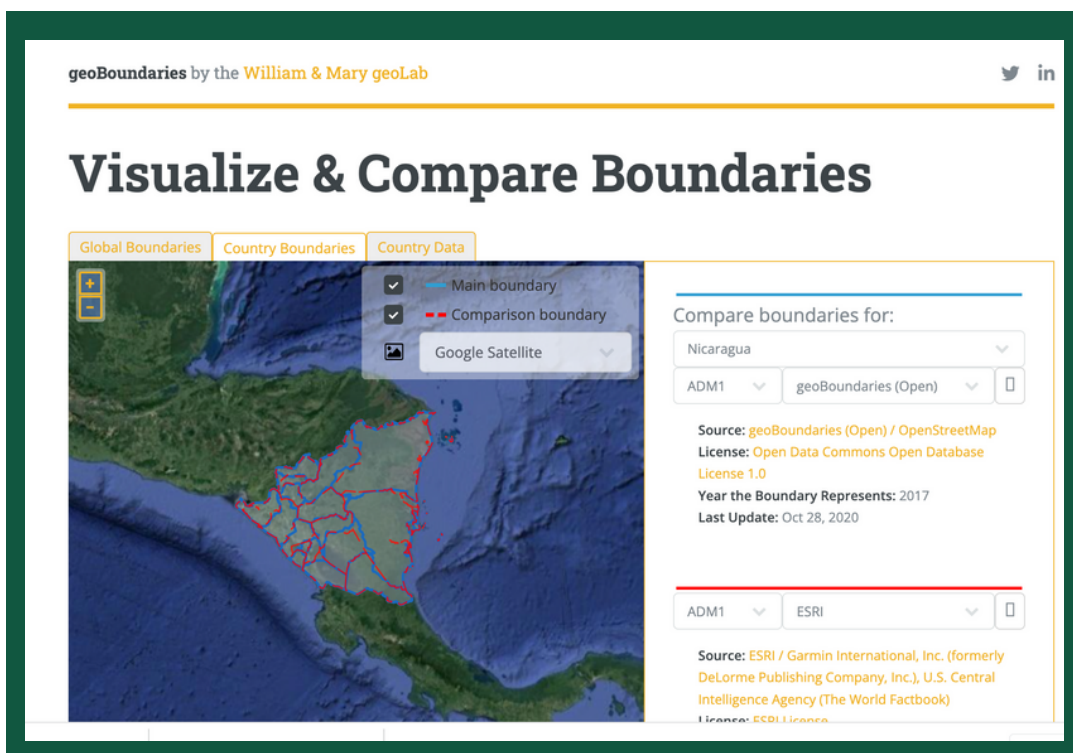 geoBoundaries by the William & Mary geoLab
Visualize & Compare Boundaries
Global Boundaries
Country Boundaries
Country Data
+
-
Main boundary
Comparison boundary
Google Satellite
Compare boundaries for:
Nicaragua
ADM1
geoBoundaries (Open)
Source: geoBoundaries (Open) / OpenStreetMap
License: Open Data Commons Open Database
License 1.0
Year the Boundary Represents: 2017
Last Update: Oct 28, 2020
ADM1
ESRI
Source: ESRI / Garmin International, Inc. (formerly
DeLorme Publishing Company, Inc.), U.S. Central
Intelligence Agency (The World Factbook)
License: ESRI License